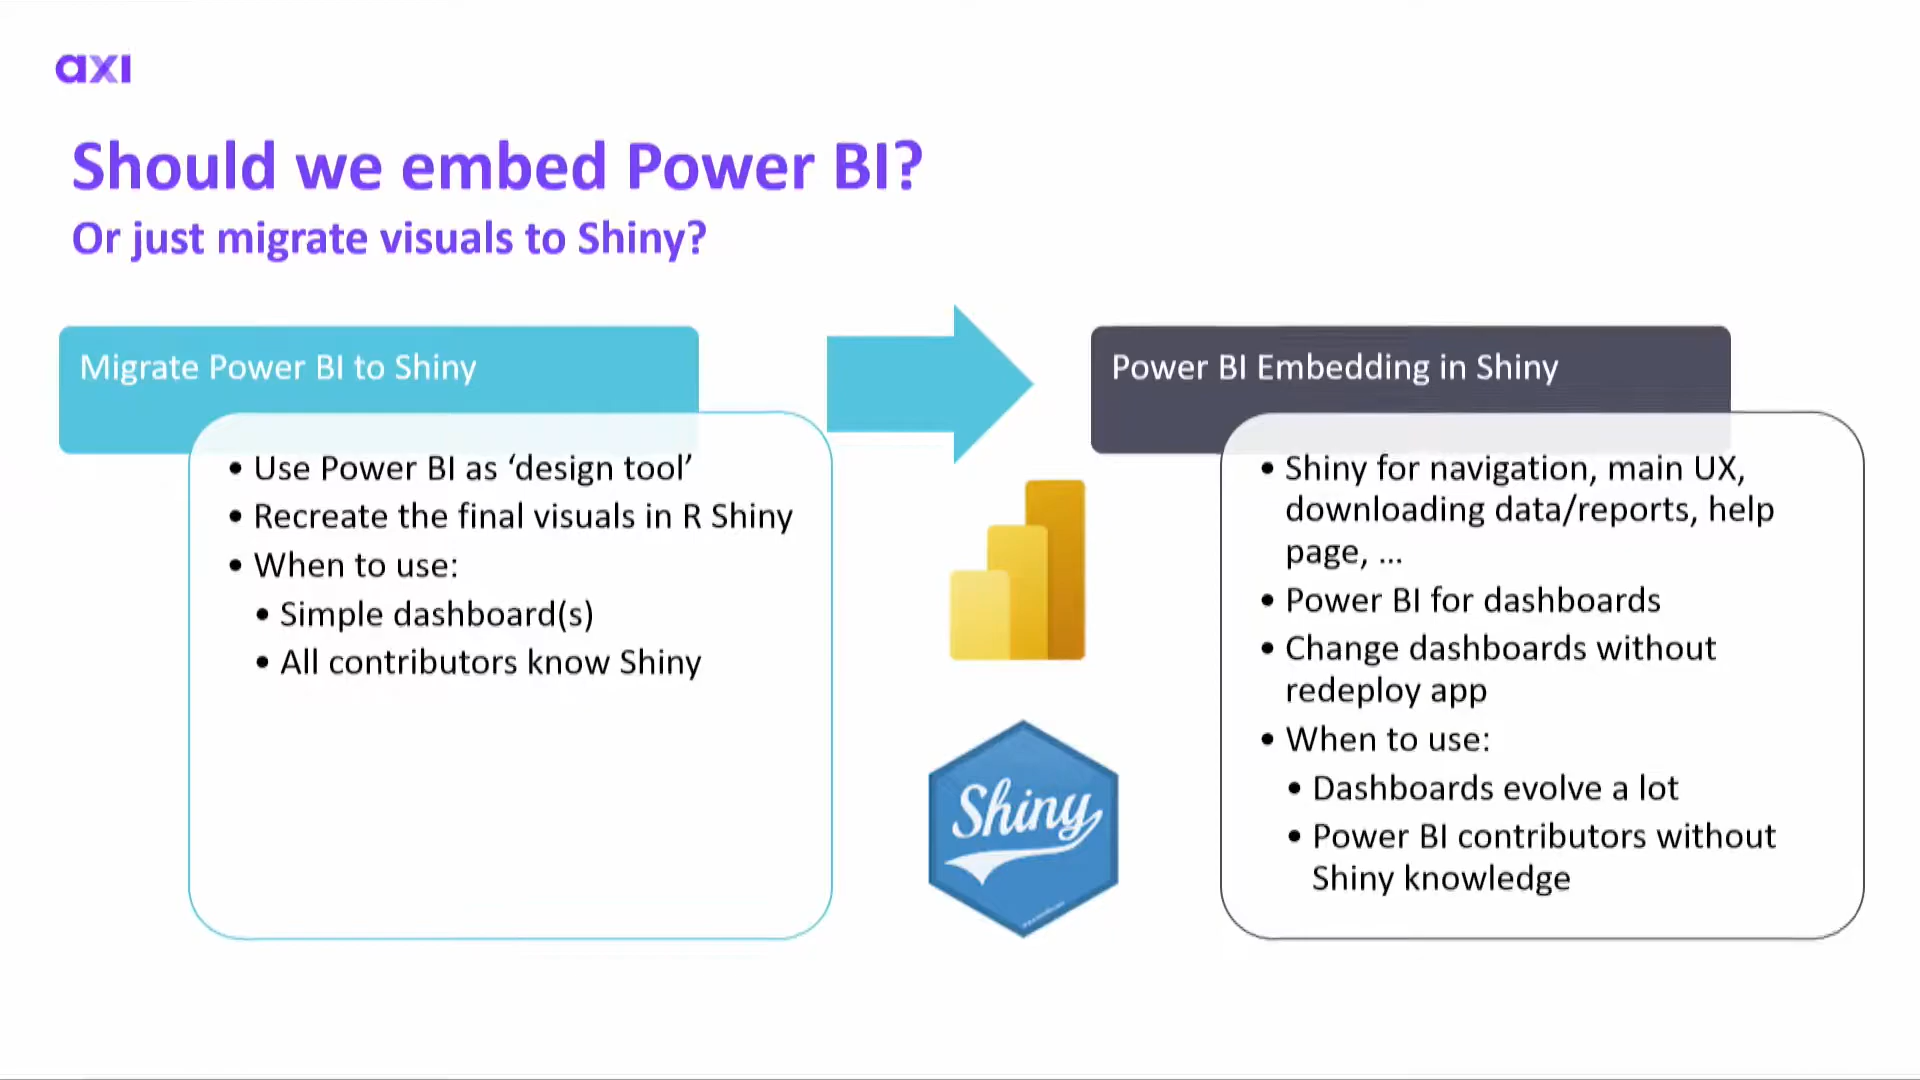 axi
Should we embed Power BI?
Or just migrate visuals to Shiny?
Migrate Power BI to Shiny
• Use Power BI as ‘design tool’
• Recreate the final visuals in R Shiny
• When to use:
• Simple dashboard(s)
• All contributors know Shiny
Shiny
Power BI Embedding in Shiny
• Shiny for navigation, main UX,
downloading data/reports, help
page, ...
• Power BI for dashboards
• Change dashboards without
redeploy app
• When to use:
• Dashboards evolve a lot
• Power BI contributors without
Shiny knowledge